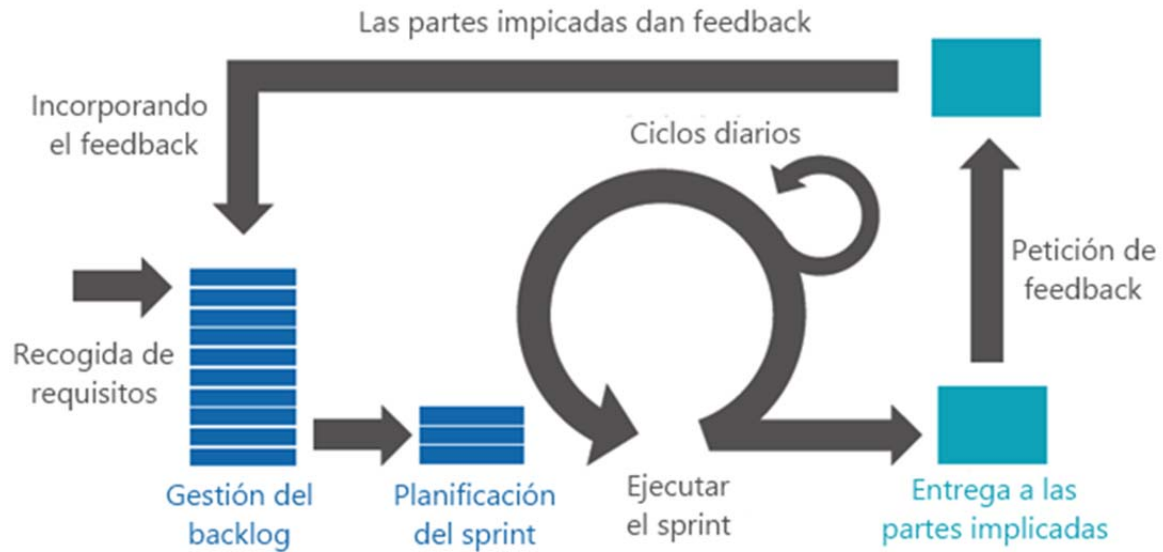 Las partes impicadas dan feedback
Incorporando
el feedback
Ciclos diarios
Petición de
feedback
Recogida de
requisitos
Gestión del
backlog
Planificación
del sprint
Ejecutar
el sprint
Entrega a las
partes implicadas